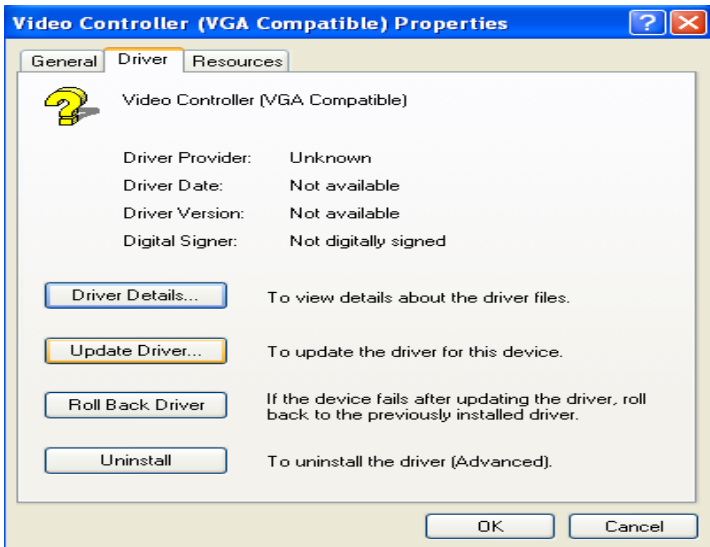 Video Controller (VGA Compatible) Properties
General Driver Resources
Video Controller (VGA Compatible)
Driver Provider: Unknown
Driver Date: Not available
Driver Version: Not available
Digital Signer: Not digitally signed
Driver Details... To view details about the driver files.
Update Driver... To update the driver for this device.
Roll Back Driver If the device fails after updating the driver, roll
back to the previously installed driver.
Uninstall To uninstall the driver (Advanced).
OK Cancel